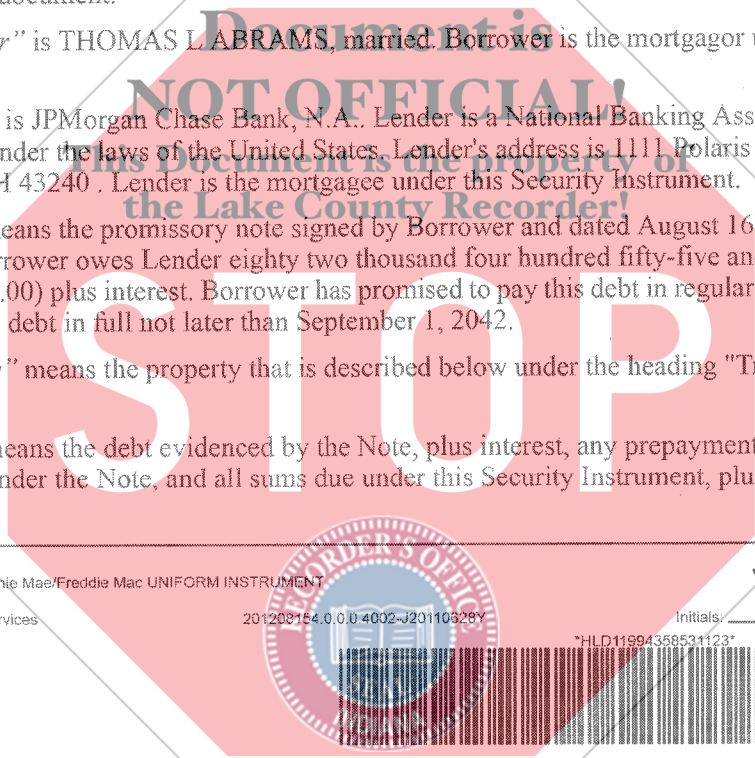 Document is
r" is THOMAS L ABRAMS, married. Borrower is the mortgagor
NOT OFFICIAL!
is JPMorgan Chase Bank, N.A.. Lender is a National Banking Ass
nder the laws of the United States. Lender's address is 1111 Polaris
This Document is the property of
H 43240 . Lender is the mortgagee under this Security Instrument.
the Lake County Recorder!
eans the promissory note signed by Borrower and dated August 16
rrower owes Lender eighty two thousand four hundred fifty-five an
.00) plus interest. Borrower has promised to pay this debt in regular
debt in full not later than September 1, 2042.
" means the property that is described below under the heading "Tr
STOP
eans the debt evidenced by the Note, plus interest, any prepayment
nder the Note, and all sums due under this Security Instrument, plu
nie Mae/Freddie Mac UNIFORM INSTRUMENT
rvices
201208154.0.0.0.4002-J20110628Y
Initials:
*HLD11994358531123*
RECORDER'S OFFICE
SEAL
INDIANA